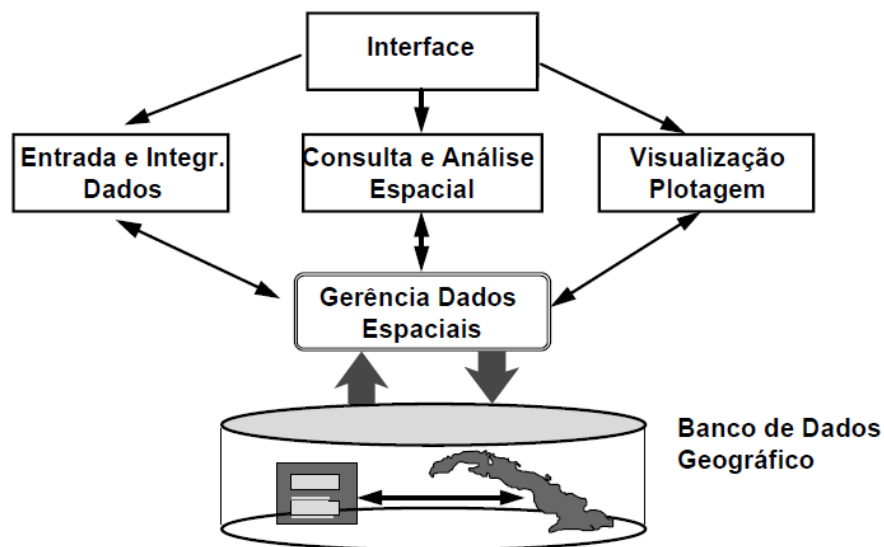 Interface
Entrada e Integr.
Dados
Consulta e Análise
Espacial
Visualização
Plotagem
Gerência Dados
Espaciais
Banco de Dados
Geográfico